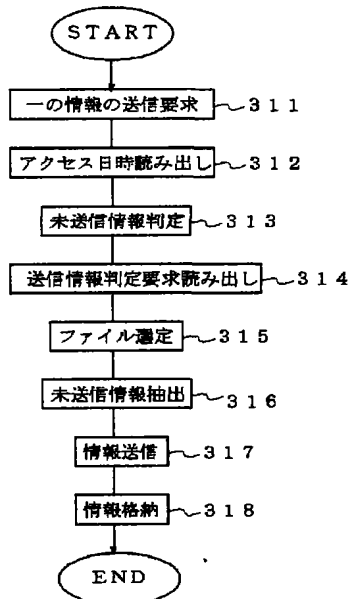 START
一の情報の送信要求 311
アクセス日時読み出し 312
未送信情報判定 313
送信情報判定要求読み出し 314
ファイル選定 315
未送信情報抽出 316
情報送信 317
情報格納 318
END